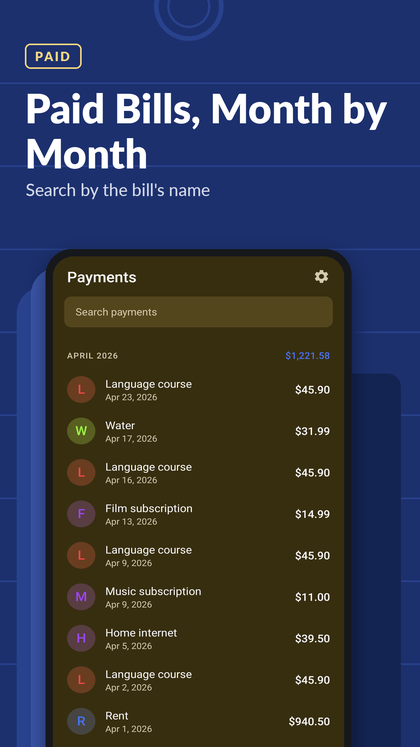 PAID
Paid Bills, Month by
Month
Search by the bill's name
Payments
Search payments
APRIL 2026 $1,221.58
L Language course $45.90
Apr 23, 2026
W Water $31.99
Apr 17, 2026
L Language course $45.90
Apr 16, 2026
F Film subscription $14.99
Apr 13, 2026
L Language course $45.90
Apr 9, 2026
M Music subscription $11.00
Apr 9, 2026
H Home internet $39.50
Apr 5, 2026
L Language course $45.90
Apr 2, 2026
R Rent $940.50
Apr 1, 2026